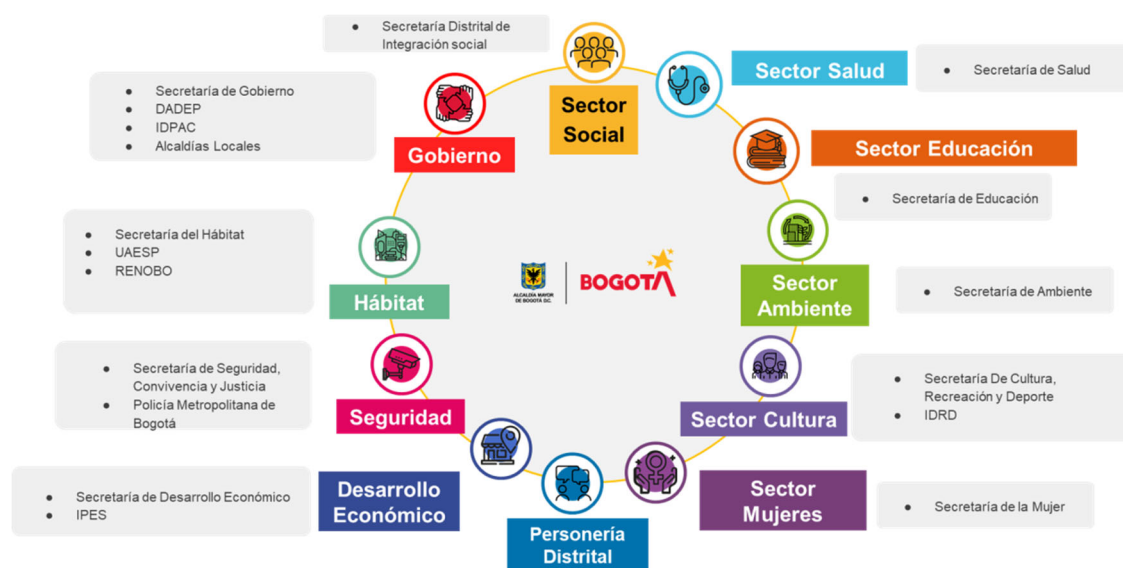 ● Secretaría Distrital de
Integración social
Sector
Social
Sector Salud
● Secretaría de Salud
● Secretaría de Gobierno
● DADEP
● IDPAC
● Alcaldías Locales
Gobierno
Sector Educación
● Secretaría de Educación
● Secretaría del Hábitat
● UAESP
● RENOBO
Hábitat
ALCALDÍA MAYOR
DE BOGOTÁ D.C.
BOGOTÁ
Sector
Ambiente
● Secretaría de Ambiente
● Secretaría de Seguridad,
Convivencia y Justicia
● Policía Metropolitana de
Bogotá
Seguridad
Sector Cultura
● Secretaría De Cultura,
Recreación y Deporte
● IDRD
● Secretaría de Desarrollo Económico
● IPES
Desarrollo
Económico
Personería
Distrital
Sector
Mujeres
● Secretaría de la Mujer